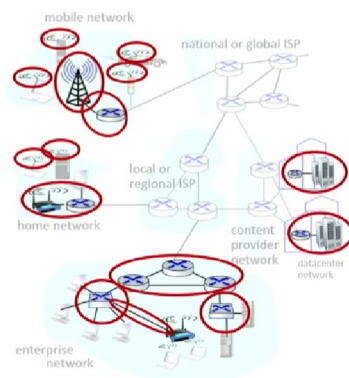 mobile network
national or global ISP
local or
regional ISP
home network
content
provider
network
datacenter
network
enterprise
network